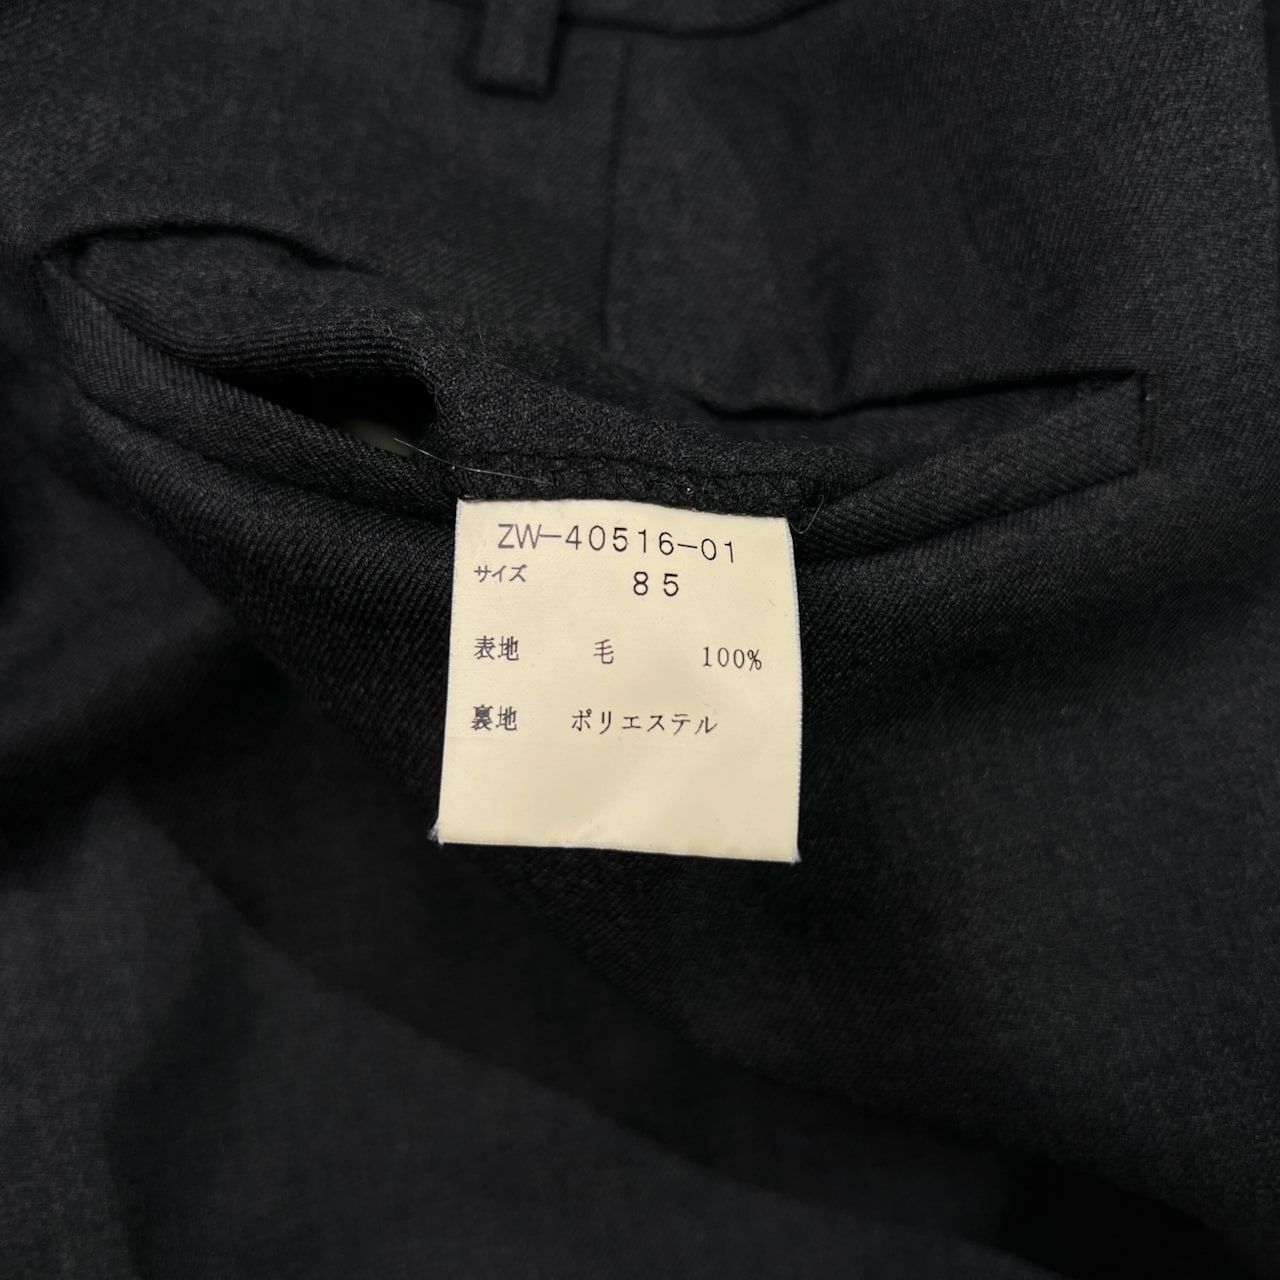 ZW-40516-01
サイズ 85
表地 毛 100%
裏地 ポリエステル